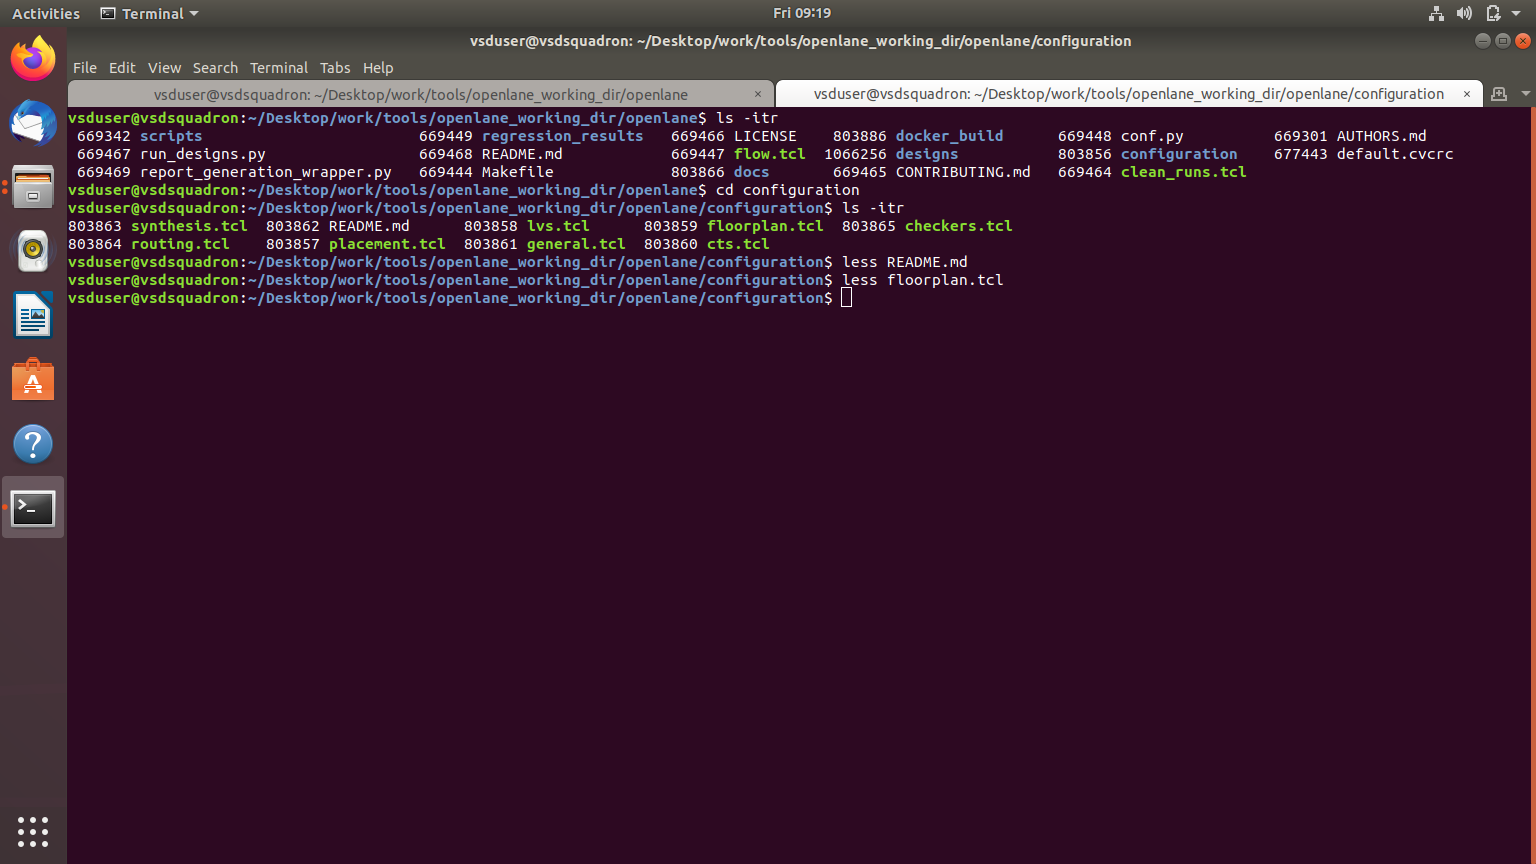 Activities Terminal Fri 09:19
vsduser@vsdsquadron: ~/Desktop/work/tools/openlane_working_dir/openlane/configuration
File Edit View Search Terminal Tabs Help
vsduser@vsdsquadron: ~/Desktop/work/tools/openlane_working_dir/openlane × vsduser@vsdsquadron: ~/Desktop/work/tools/openlane_working_dir/openlane/configuration ×
vsduser@vsdsquadron:~/Desktop/work/tools/openlane_working_dir/openlane$ ls -itr
 669342 scripts                        669449 regression_results   669466 LICENSE    803886 docker_build      669448 conf.py          669301 AUTHORS.md
 669467 run_designs.py                 669468 README.md            669447 flow.tcl  1066256 designs           803856 configuration    677443 default.cvcrc
 669469 report_generation_wrapper.py   669444 Makefile             803866 docs       669465 CONTRIBUTING.md   669464 clean_runs.tcl
vsduser@vsdsquadron:~/Desktop/work/tools/openlane_working_dir/openlane$ cd configuration
vsduser@vsdsquadron:~/Desktop/work/tools/openlane_working_dir/openlane/configuration$ ls -itr
803863 synthesis.tcl  803862 README.md      803858 lvs.tcl      803859 floorplan.tcl  803865 checkers.tcl
803864 routing.tcl    803857 placement.tcl  803861 general.tcl  803860 cts.tcl
vsduser@vsdsquadron:~/Desktop/work/tools/openlane_working_dir/openlane/configuration$ less README.md
vsduser@vsdsquadron:~/Desktop/work/tools/openlane_working_dir/openlane/configuration$ less floorplan.tcl
vsduser@vsdsquadron:~/Desktop/work/tools/openlane_working_dir/openlane/configuration$